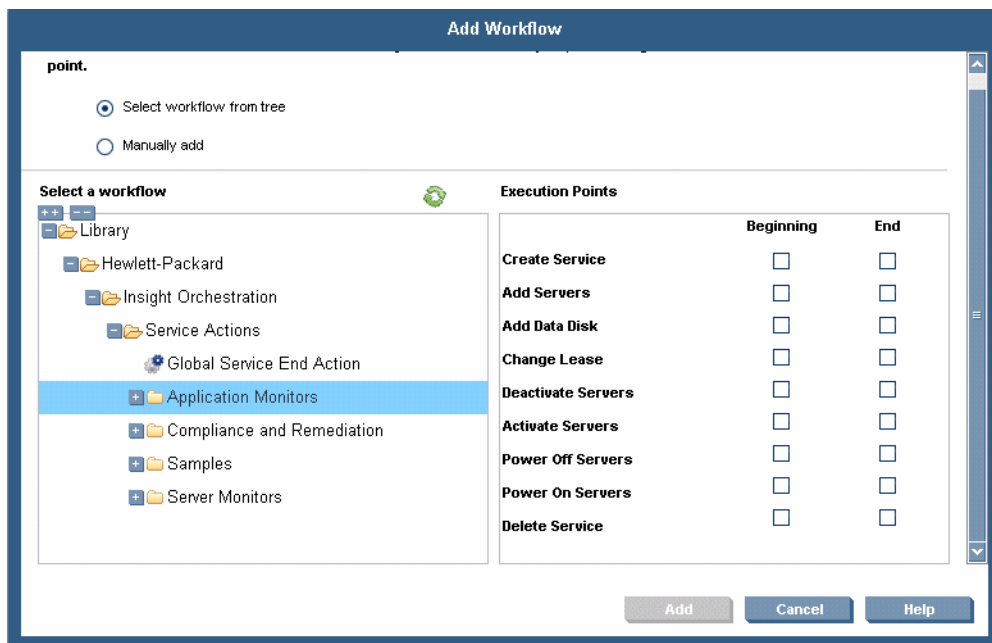 Add Workflow
point.
Select workflow from tree
Manually add
Select a workflow
++ --
Library
Hewlett-Packard
Insight Orchestration
Service Actions
Global Service End Action
Application Monitors
Compliance and Remediation
Samples
Server Monitors
Execution Points
Beginning End
Create Service
Add Servers
Add Data Disk
Change Lease
Deactivate Servers
Activate Servers
Power Off Servers
Power On Servers
Delete Service
Add Cancel Help